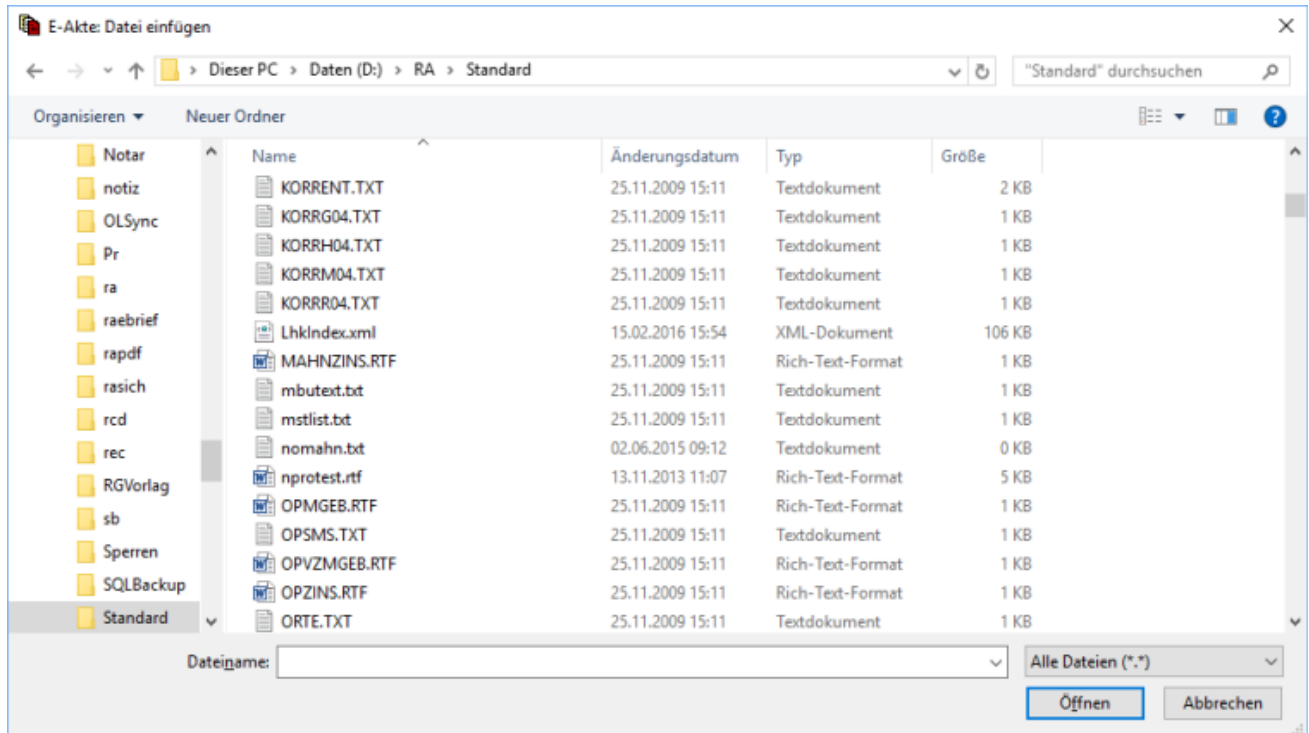 E-Akte: Datei einfügen
Dieser PC > Daten (D:) > RA > Standard
"Standard" durchsuchen
Organisieren
Neuer Ordner
Notar
notiz
OLSync
Pr
ra
raebrief
rapdf
rasich
rcd
rec
RGVorlag
sb
Sperren
SQLBackup
Standard
Name Änderungsdatum Typ Größe
KORRENT.TXT 25.11.2009 15:11 Textdokument 2 KB
KORRG04.TXT 25.11.2009 15:11 Textdokument 1 KB
KORRH04.TXT 25.11.2009 15:11 Textdokument 1 KB
KORRM04.TXT 25.11.2009 15:11 Textdokument 1 KB
KORRR04.TXT 25.11.2009 15:11 Textdokument 1 KB
LhkIndex.xml 15.02.2016 15:54 XML-Dokument 106 KB
MAHNZINS.RTF 25.11.2009 15:11 Rich-Text-Format 1 KB
mbutext.txt 25.11.2009 15:11 Textdokument 1 KB
mstlist.txt 25.11.2009 15:11 Textdokument 1 KB
nomahn.txt 02.06.2015 09:12 Textdokument 0 KB
nprotest.rtf 13.11.2013 11:07 Rich-Text-Format 5 KB
OPMGEB.RTF 25.11.2009 15:11 Rich-Text-Format 1 KB
OPSMS.TXT 25.11.2009 15:11 Textdokument 1 KB
OPVZMGEB.RTF 25.11.2009 15:11 Rich-Text-Format 1 KB
OPZINS.RTF 25.11.2009 15:11 Rich-Text-Format 1 KB
ORTE.TXT 25.11.2009 15:11 Textdokument 1 KB
Dateiname:
Alle Dateien (*.*)
Öffnen
Abbrechen